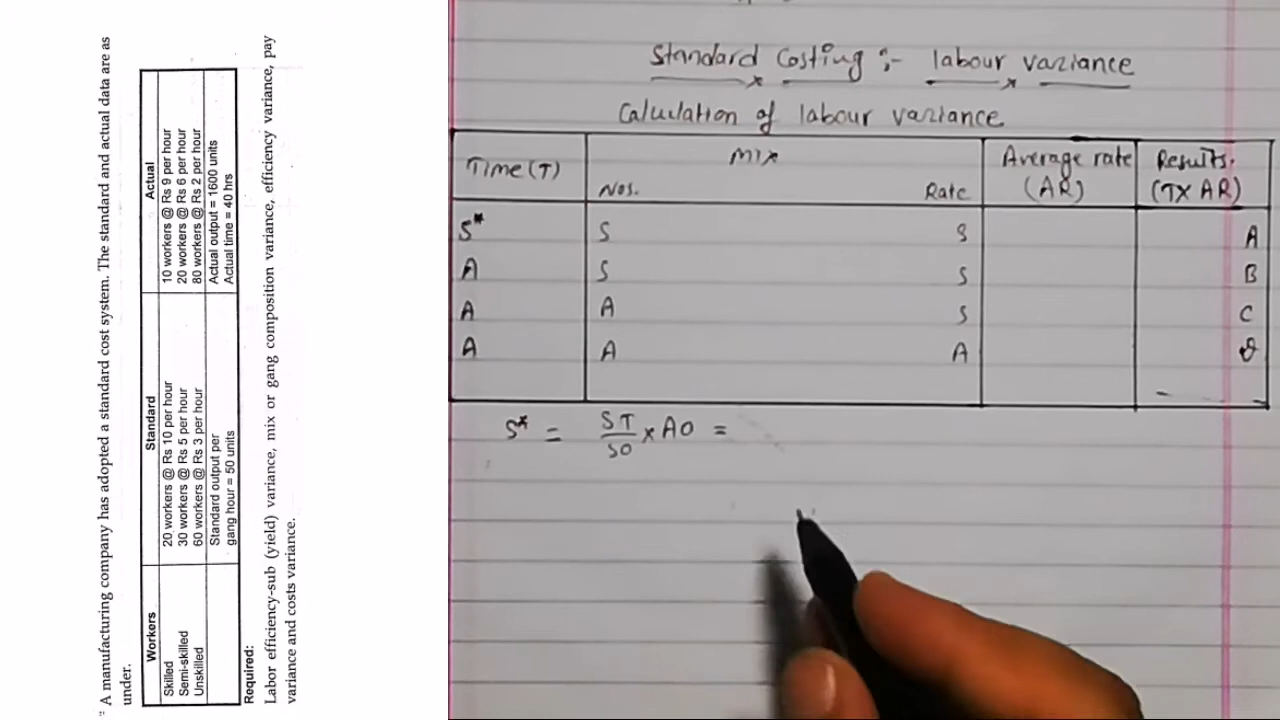 A manufacturing company has adopted a standard cost system. The standard and actual data are as
under.
Workers Standard Actual
Skilled 20 workers @ Rs 10 per hour 10 workers @ Rs 9 per hour
Semi-skilled 30 workers @ Rs 5 per hour 20 workers @ Rs 6 per hour
Unskilled 60 workers @ Rs 3 per hour 80 workers @ Rs 2 per hour
Standard output per Actual output = 1600 units
gang hour = 50 units Actual time = 40 hrs
Required:
Labor efficiency-sub (yield) variance, mix or gang composition variance, efficiency variance, pay
variance and costs variance.
Standard Costing :- labour variance
Calculation of labour variance
Time (T) Mix Average rate Results.
Nos. Rate (AR) (TX AR)
S* S S A
A S S B
A A S C
A A A D
S* = ST/SO × AO =